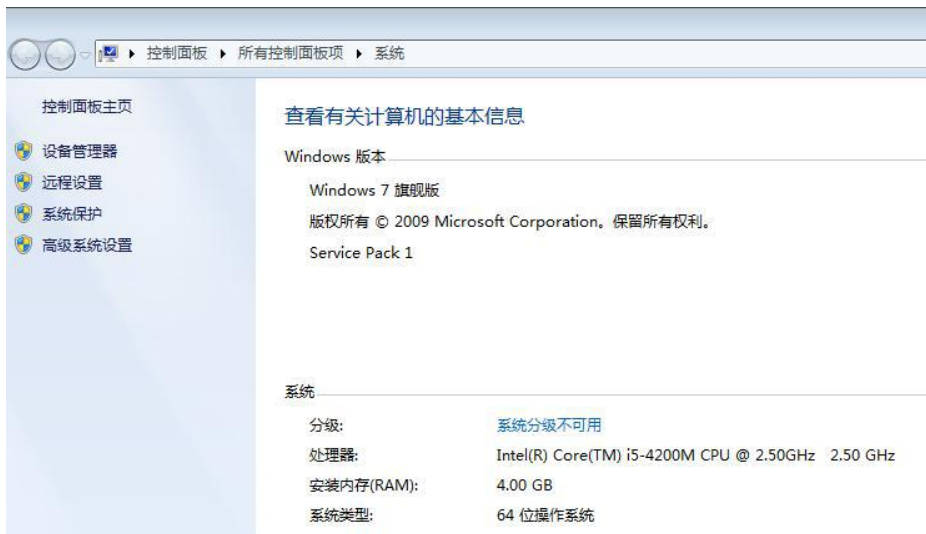 控制面板 ▸ 所有控制面板项 ▸ 系统
控制面板主页
设备管理器
远程设置
系统保护
高级系统设置
查看有关计算机的基本信息
Windows 版本
Windows 7 旗舰版
版权所有 © 2009 Microsoft Corporation。保留所有权利。
Service Pack 1
系统
分级: 系统分级不可用
处理器: Intel(R) Core(TM) i5-4200M CPU @ 2.50GHz 2.50 GHz
安装内存(RAM): 4.00 GB
系统类型: 64 位操作系统